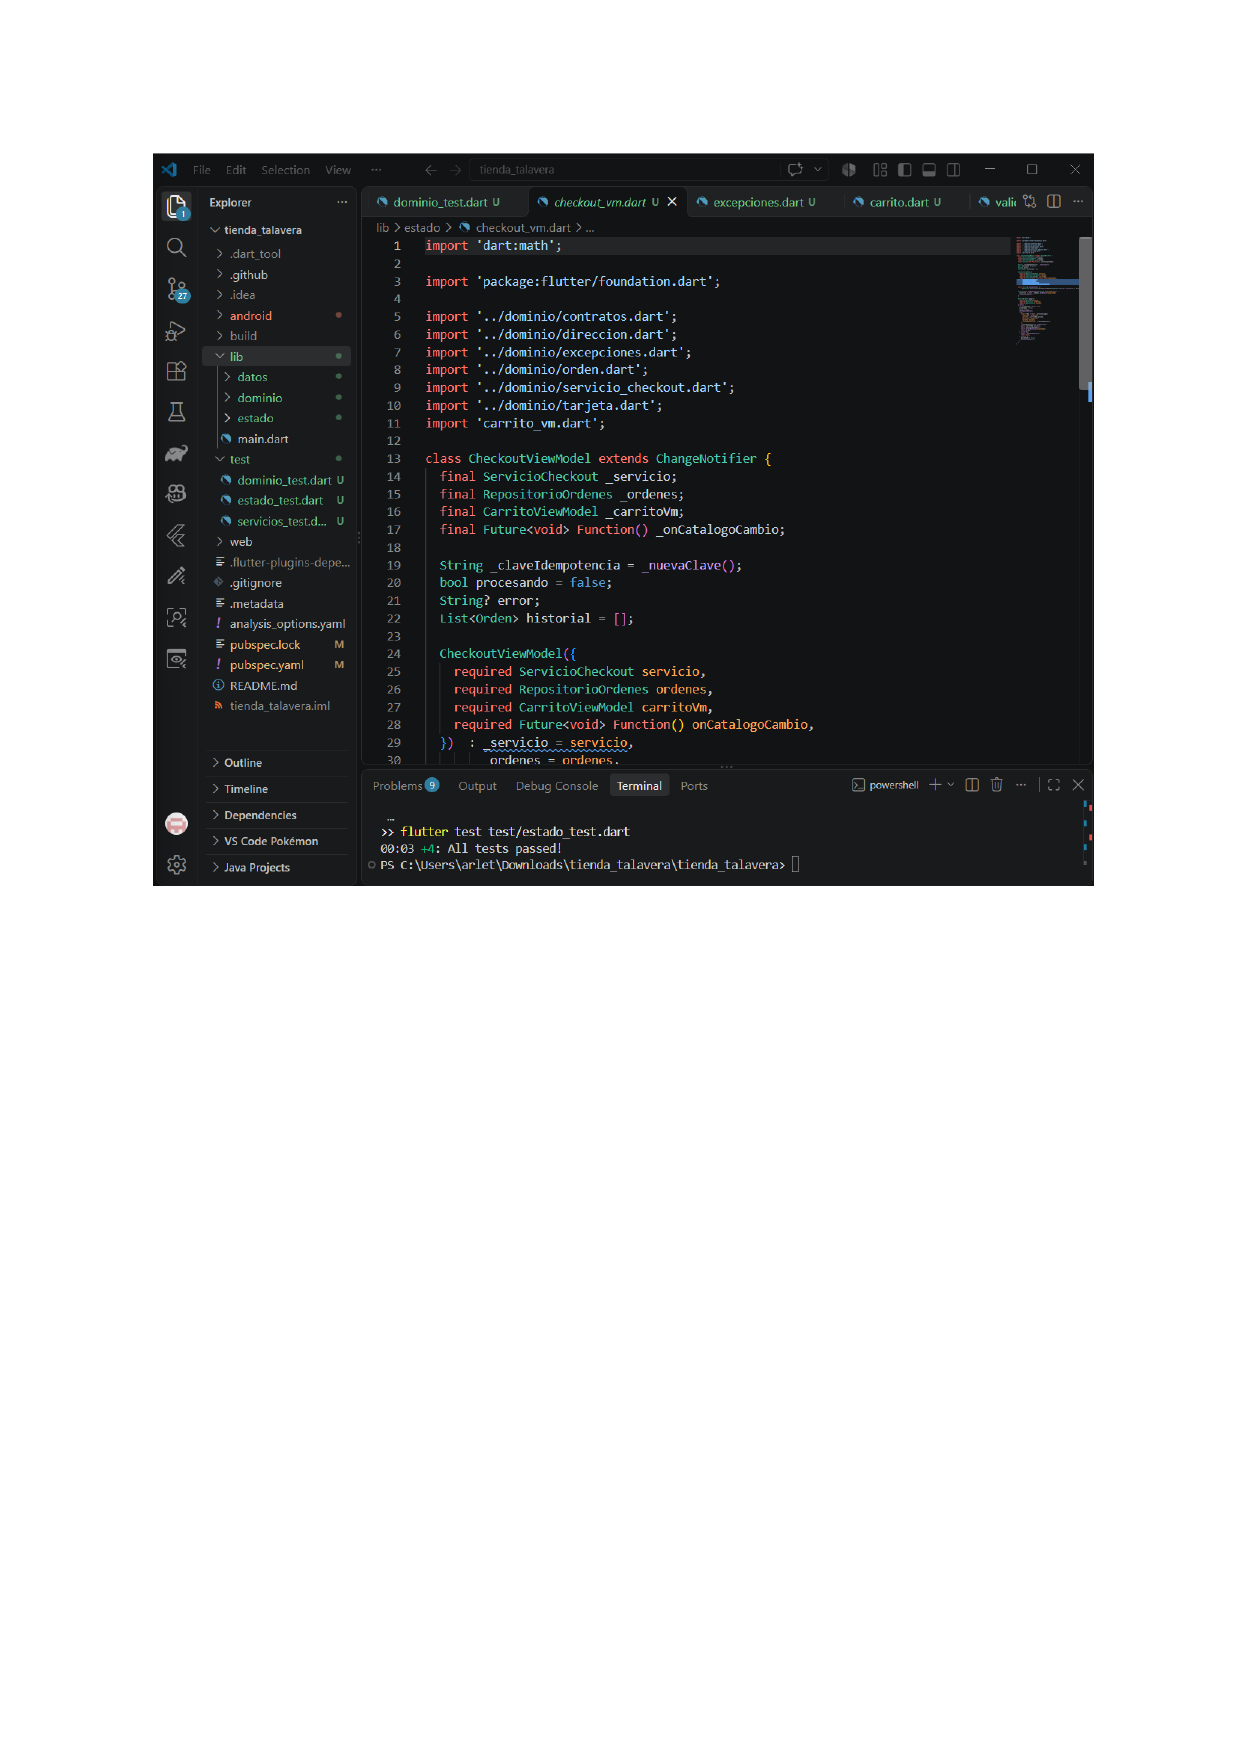 File Edit Selection View ··· tienda_talavera
Explorer ···
tienda_talavera
.dart_tool
.github
.idea
android
build
lib
datos
dominio
estado
main.dart
test
dominio_test.dart U
estado_test.dart U
servicios_test.d... U
web
.flutter-plugins-depe...
.gitignore
.metadata
analysis_options.yaml
pubspec.lock M
pubspec.yaml M
README.md
tienda_talavera.iml
Outline
Timeline
Dependencies
VS Code Pokémon
Java Projects
1
27
dominio_test.dart U checkout_vm.dart U excepciones.dart U carrito.dart U vali
lib > estado > checkout_vm.dart > ...
1 import 'dart:math';
2
3 import 'package:flutter/foundation.dart';
4
5 import '../dominio/contratos.dart';
6 import '../dominio/direccion.dart';
7 import '../dominio/excepciones.dart';
8 import '../dominio/orden.dart';
9 import '../dominio/servicio_checkout.dart';
10 import '../dominio/tarjeta.dart';
11 import 'carrito_vm.dart';
12
13 class CheckoutViewModel extends ChangeNotifier {
14 final ServicioCheckout _servicio;
15 final RepositorioOrdenes _ordenes;
16 final CarritoViewModel _carritoVm;
17 final Future<void> Function() _onCatalogoCambio;
18
19 String _claveIdempotencia = _nuevaClave();
20 bool procesando = false;
21 String? error;
22 List<Orden> historial = [];
23
24 CheckoutViewModel({
25 required ServicioCheckout servicio,
26 required RepositorioOrdenes ordenes,
27 required CarritoViewModel carritoVm,
28 required Future<void> Function() onCatalogoCambio,
29 }) : _servicio = servicio,
30 _ordenes = ordenes,
Problems 9 Output Debug Console Terminal Ports powershell
...
>> flutter test test/estado_test.dart
00:03 +4: All tests passed!
PS C:\Users\arlet\Downloads\tienda_talavera\tienda_talavera>